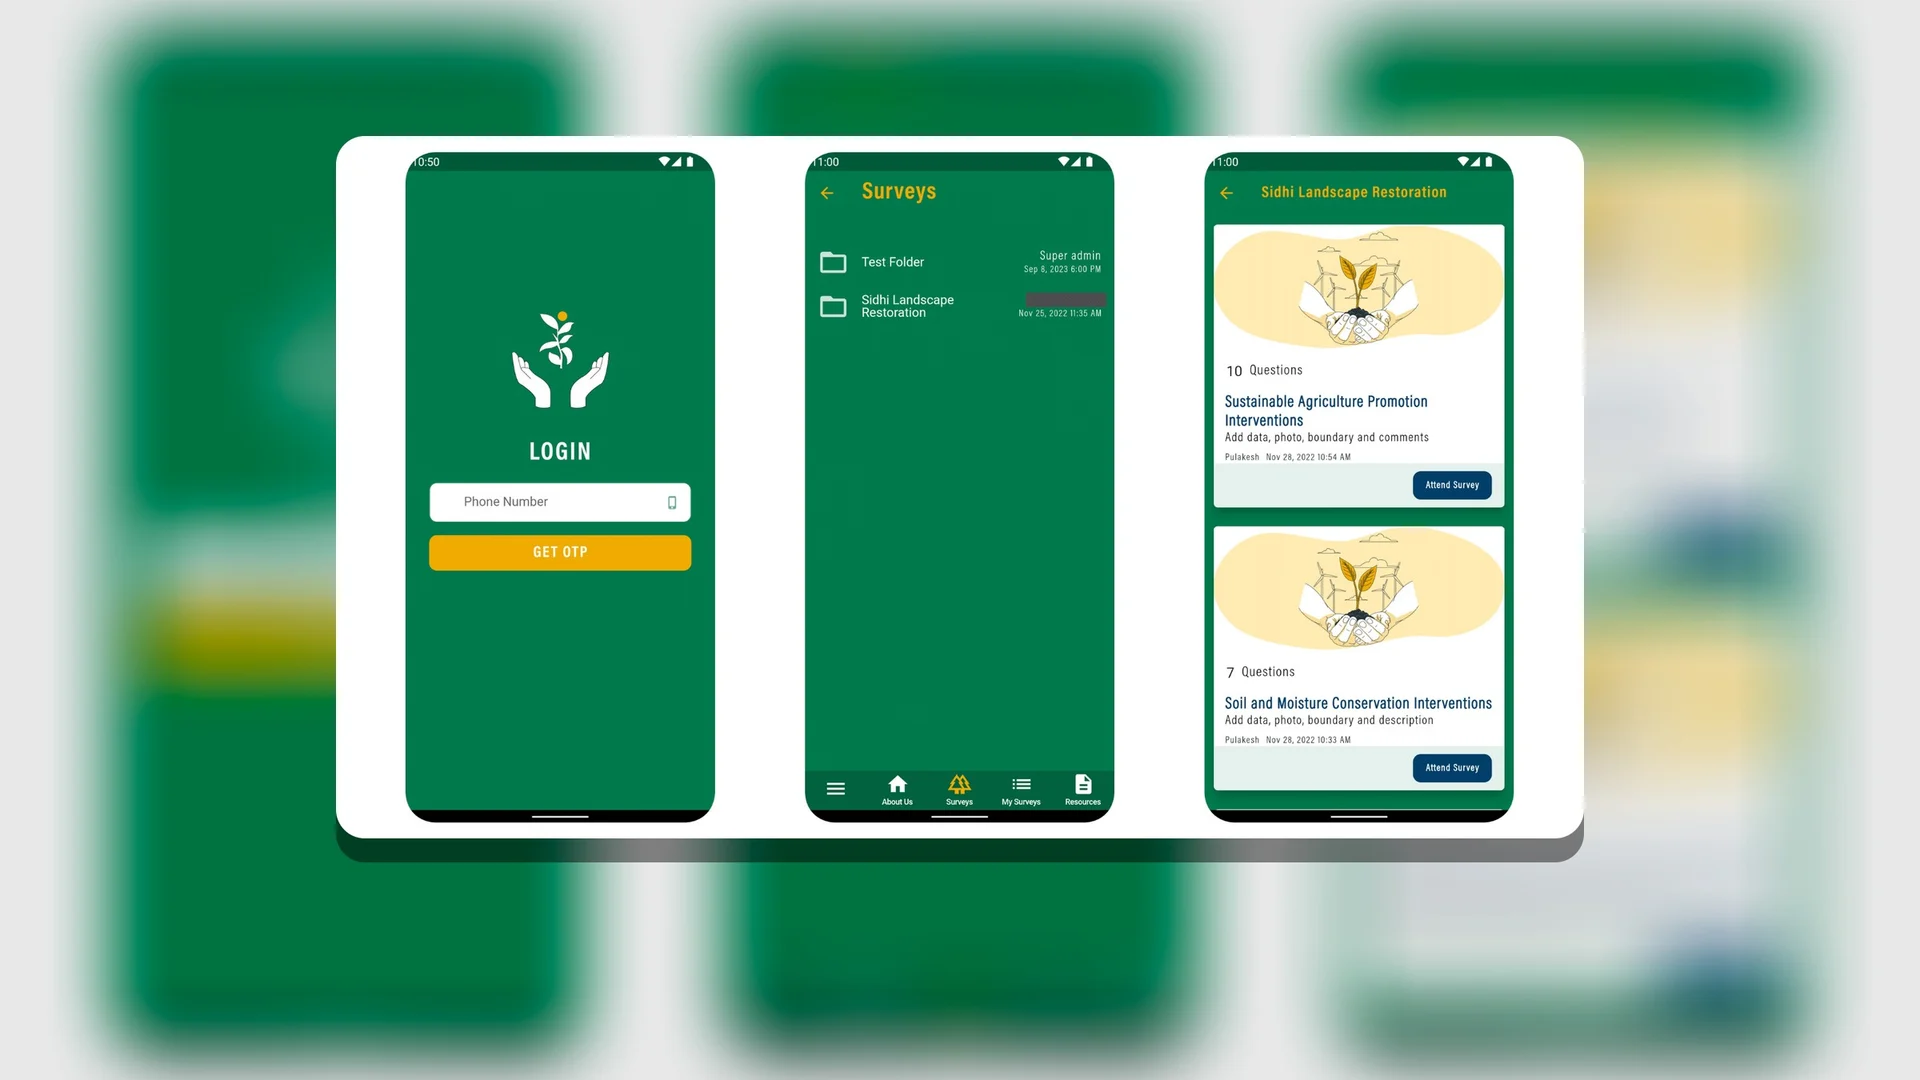 10:50
LOGIN
Phone Number
GET OTP
11:00
Surveys
Test Folder
Super admin
Sep 8, 2023 6:00 PM
Sidhi Landscape
Restoration
Nov 25, 2022 11:35 AM
About Us
Surveys
My Surveys
Resources
11:00
Sidhi Landscape Restoration
10 Questions
Sustainable Agriculture Promotion
Interventions
Add data, photo, boundary and comments
Pulakesh Nov 28, 2022 10:54 AM
Attend Survey
7 Questions
Soil and Moisture Conservation Interventions
Add data, photo, boundary and description
Pulakesh Nov 28, 2022 10:33 AM
Attend Survey